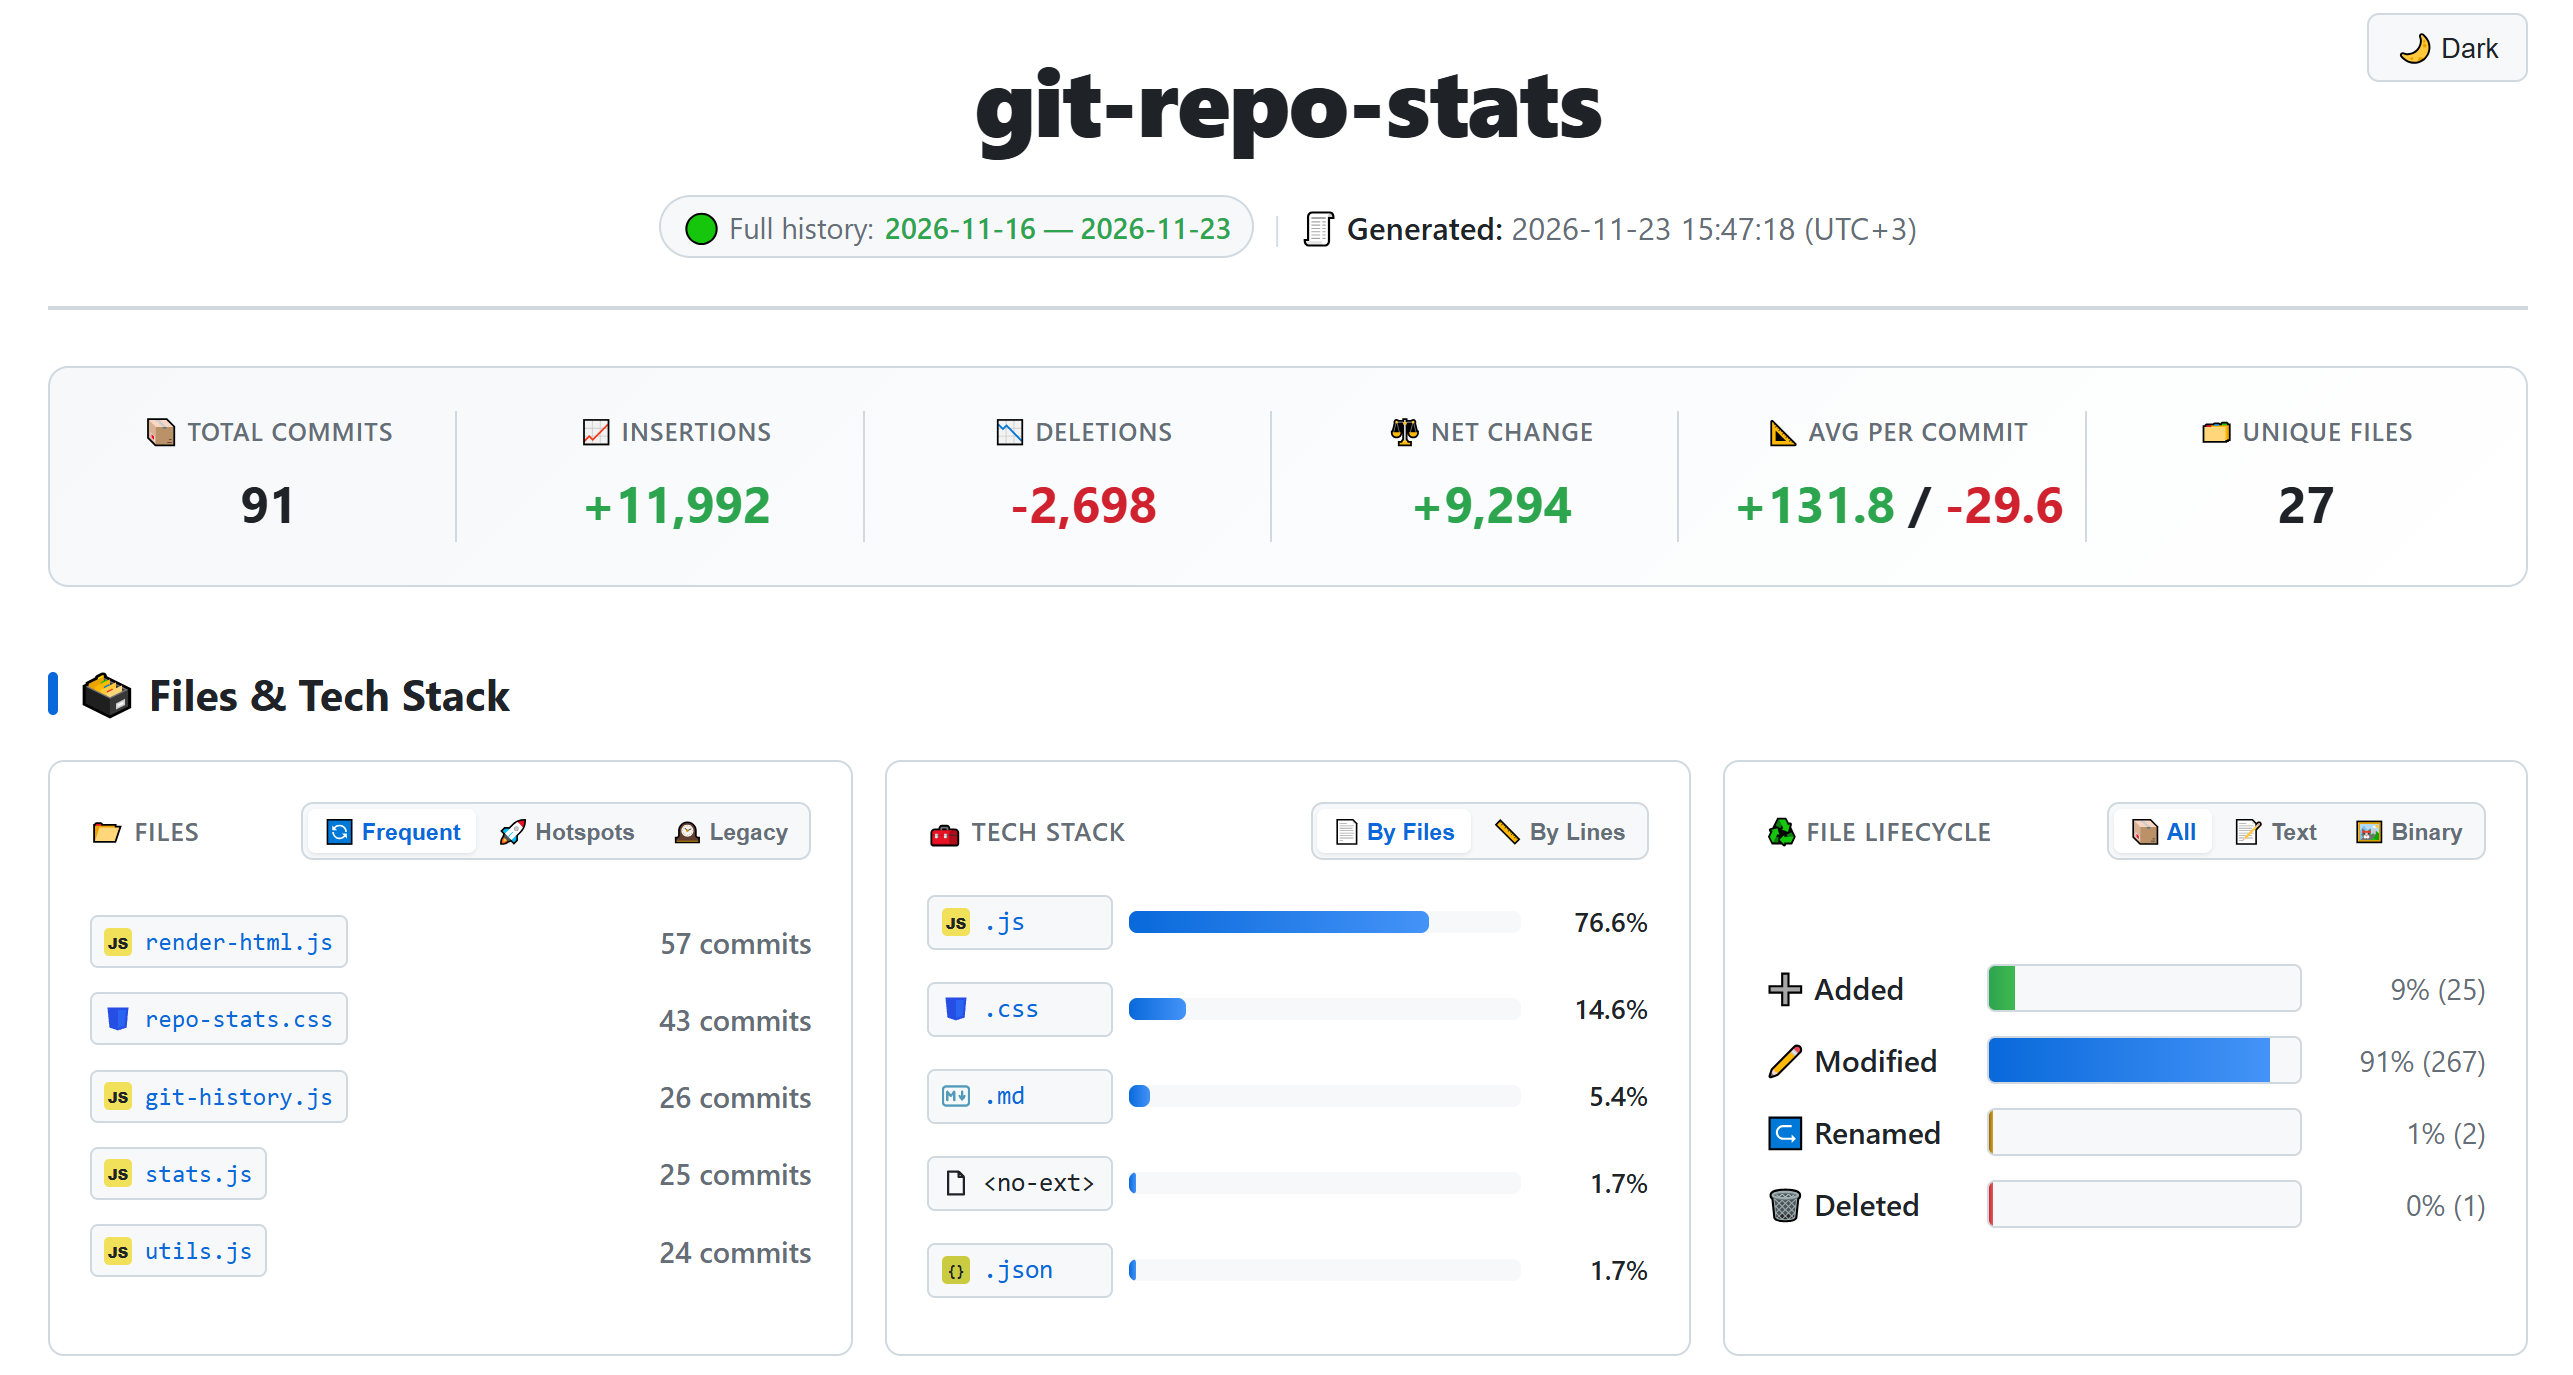 Dark
git-repo-stats
Full history: 2026-11-16 — 2026-11-23
Generated: 2026-11-23 15:47:18 (UTC+3)
TOTAL COMMITS
91
INSERTIONS
+11,992
DELETIONS
-2,698
NET CHANGE
+9,294
AVG PER COMMIT
+131.8 / -29.6
UNIQUE FILES
27
Files & Tech Stack
FILES
Frequent
Hotspots
Legacy
JS render-html.js 57 commits
repo-stats.css 43 commits
JS git-history.js 26 commits
JS stats.js 25 commits
JS utils.js 24 commits
TECH STACK
By Files
By Lines
JS .js 76.6%
.css 14.6%
M .md 5.4%
<no-ext> 1.7%
{} .json 1.7%
FILE LIFECYCLE
All
Text
Binary
Added 9% (25)
Modified 91% (267)
Renamed 1% (2)
Deleted 0% (1)